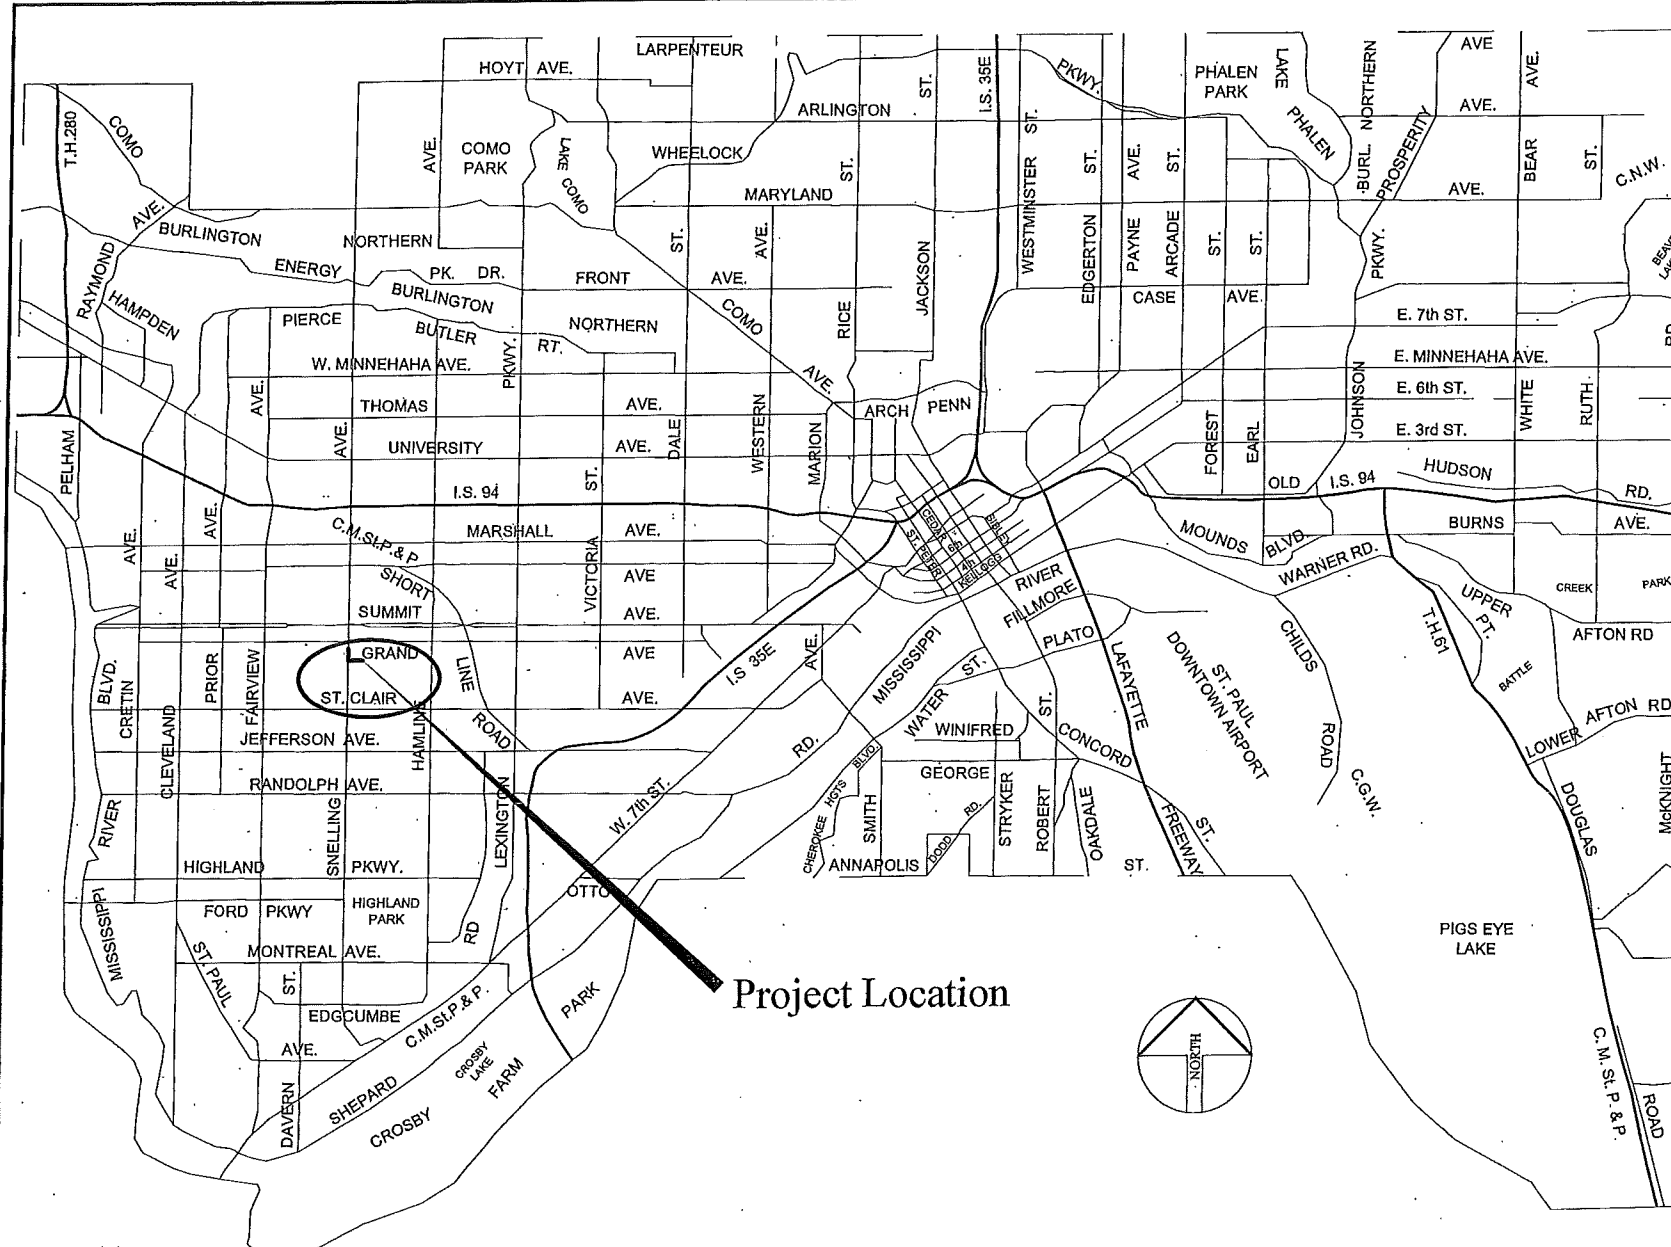 LARPENTEUR
AVE
HOYT AVE.
PKWY.
PHALEN
PARK
LAKE
PHALEN
I.S. 35E
ST.
BURL. NORTHERN
AVE.
T.H.280
COMO
ARLINGTON
AVE.
ST.
PROSPERITY
COMO
PARK
AVE.
LAKE
COMO
WHEELOCK
ST.
WESTMINSTER
ST.
AVE.
ST.
BEAR
ST.
C.N.W.
MARYLAND
AVE.
AVE.
BURLINGTON
NORTHERN
ST.
AVE.
JACKSON
EDGERTON
PAYNE
ARCADE
ST.
ST.
PKWY.
RAYMOND
ENERGY
PK. DR.
FRONT
AVE.
CASE
AVE.
HAMPDEN
BURLINGTON
NORTHERN
COMO
AVE.
RICE
E. 7th ST.
PIERCE
BUTLER
RT.
PKWY.
W. MINNEHAHA AVE.
E. MINNEHAHA AVE.
E. 6th ST.
AVE.
THOMAS
AVE.
ARCH
PENN
JOHNSON
WHITE
RUTH
E. 3rd ST.
AVE.
UNIVERSITY
AVE.
DALE
WESTERN
MARION
FOREST
EARL
PELHAM
ST.
I.S. 94
OLD
I.S. 94
HUDSON
RD.
AVE.
AVE.
AVE.
C.M.St.P.&P
SHORT
MARSHALL
AVE.
CEDAR
ST. PETER
SIBLEY
6th
4th
KELLOGG
MOUNDS
BLVD.
BURNS
AVE.
VICTORIA
AVE
RIVER
FILLMORE
WARNER RD.
UPPER
PT.
CREEK
PARK
SUMMIT
AVE.
T.H.61
AFTON RD
GRAND
AVE
AVE.
I.S. 35E
PLATO
CHILDS
ROAD
BATTLE
BLVD.
CRETIN
PRIOR
FAIRVIEW
LINE
ROAD
MISSISSIPPI
ST.
LAFAYETTE
ST. PAUL
DOWNTOWN AIRPORT
ST. CLAIR
AVE.
WATER
AFTON RD
LOWER
CLEVELAND
JEFFERSON AVE.
HAMLINE
RD.
WINIFRED
ST.
CONCORD
RANDOLPH AVE.
BLVD.
HGTS
CHEROKEE
GEORGE
C.G.W.
RIVER
SNELLING
LEXINGTON
W. 7th ST.
SMITH
RD.
DODD
STRYKER
ROBERT
OAKDALE
FREEWAY
ST.
DOUGLAS
McKNIGHT
HIGHLAND
PKWY.
ANNAPOLIS
ST.
MISSISSIPPI
OTTO
FORD PKWY
HIGHLAND
PARK
RD
PIGS EYE
LAKE
ST. PAUL
MONTREAL AVE.
ST.
Project Location
EDGCUMBE
C.M.St.P.&P.
PARK
AVE.
CROSBY
LAKE
FARM
NORTH
C. M. St. P. & P.
ROAD
DAVERN
SHEPARD
CROSBY